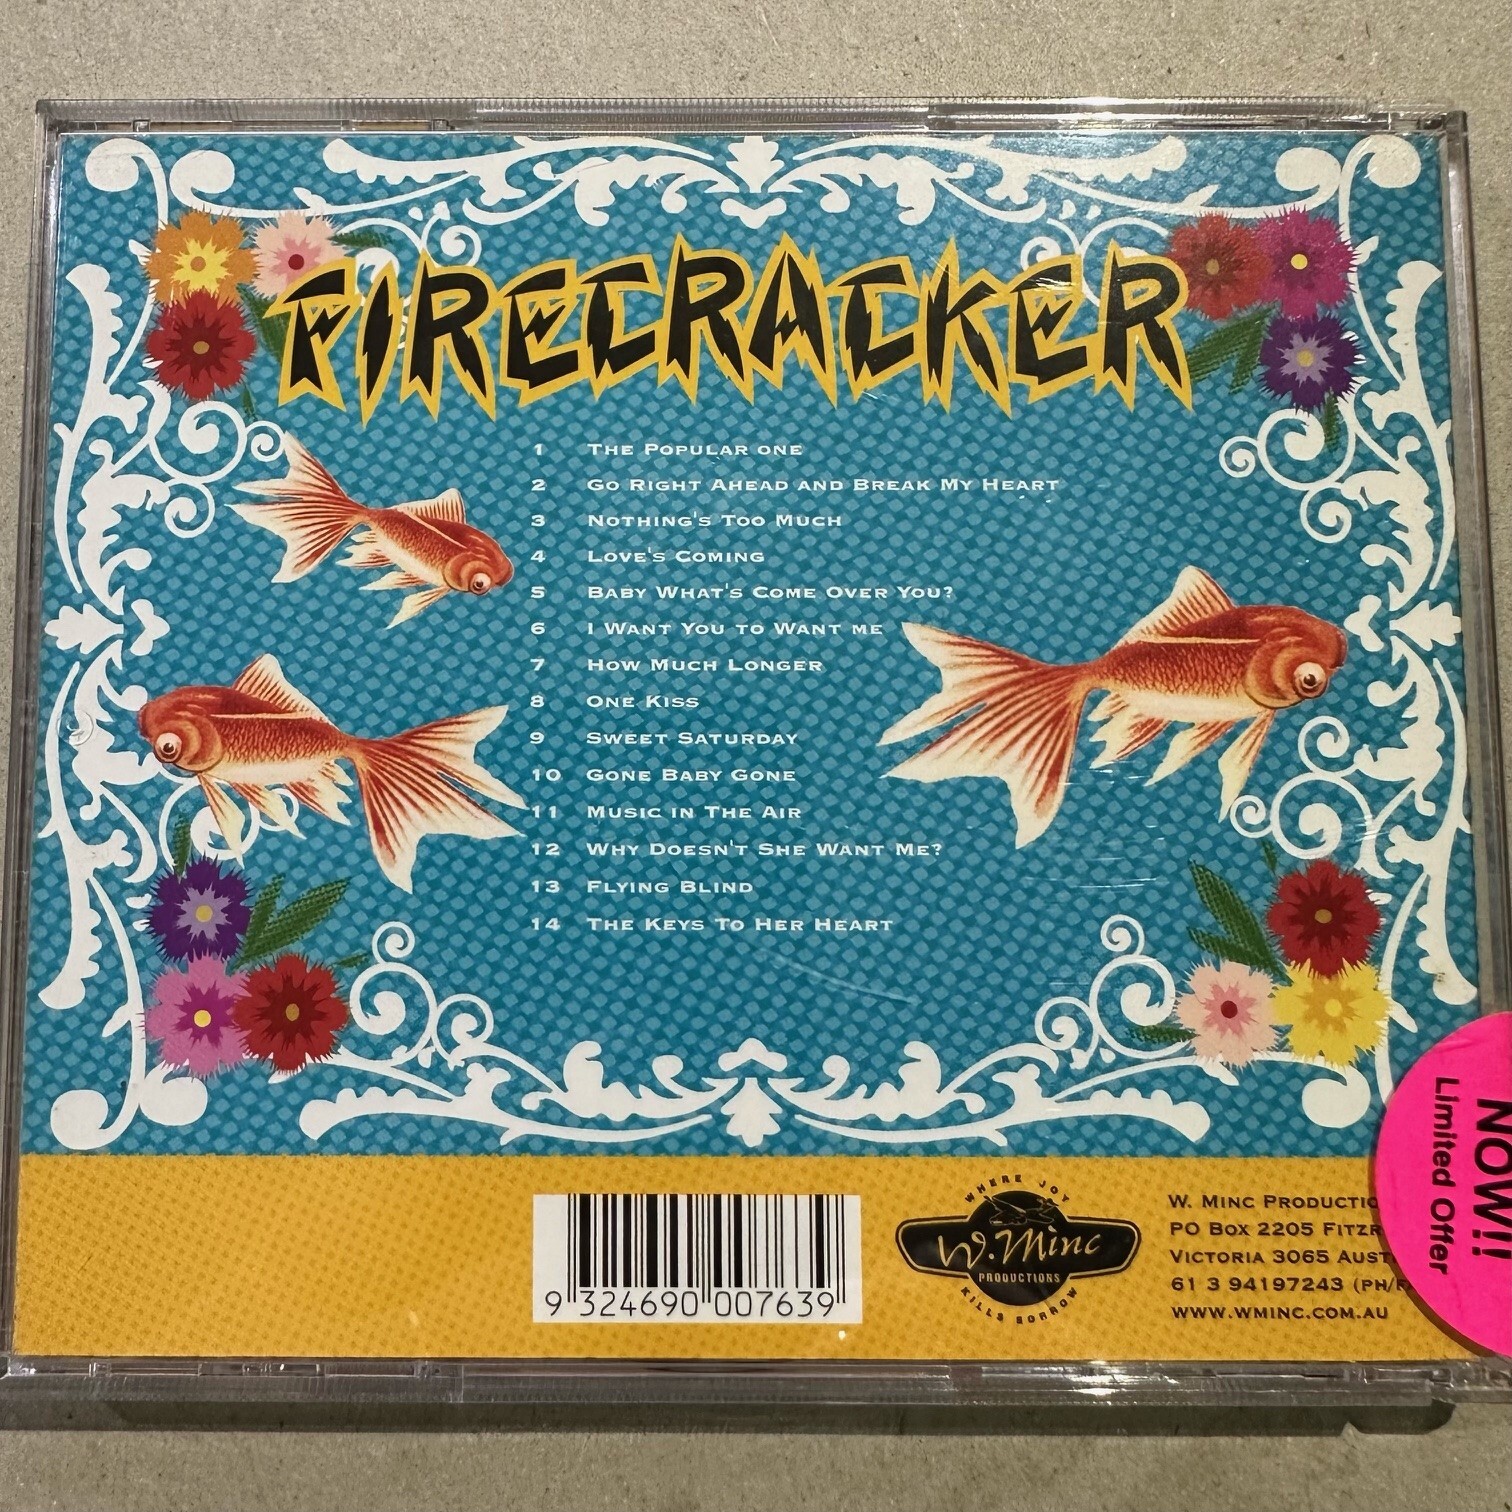 FIRECRACKER
1 THE POPULAR ONE
2 GO RIGHT AHEAD AND BREAK MY HEART
3 NOTHING'S TOO MUCH
4 LOVE'S COMING
5 BABY WHAT'S COME OVER YOU?
6 I WANT YOU TO WANT ME
7 HOW MUCH LONGER
8 ONE KISS
9 SWEET SATURDAY
10 GONE BABY GONE
11 MUSIC IN THE AIR
12 WHY DOESN'T SHE WANT ME?
13 FLYING BLIND
14 THE KEYS TO HER HEART
9 324690 007639
WHERE JOY
W.Minc
PRODUCTIONS
KILLS SORROW
W. MINC
PO BOX 2205
VICTORIA 3065
61 3 94197243
WWW.WMINC.COM.AU
NOW!!
Limited Offer